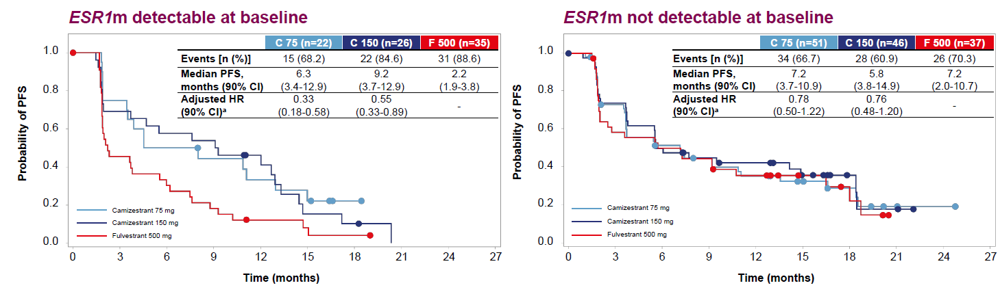 ESR1m detectable at baseline
C 75 (n=22) C 150 (n=26) F 500 (n=35)
Events [n (%)] 15 (68.2) 22 (84.6) 31 (88.6)
Median PFS, 6.3 9.2 2.2
months (90% CI) (3.4-12.9) (3.7-12.9) (1.9-3.8)
Adjusted HR 0.33 0.55 -
(90% CI)a (0.18-0.58) (0.33-0.89)
Probability of PFS
1.0
0.8
0.6
0.4
0.2
0.0
Camizestrant 75 mg
Camizestrant 150 mg
Fulvestrant 500 mg
0 3 6 9 12 15 18 21 24 27
Time (months)
ESR1m not detectable at baseline
C 75 (n=51) C 150 (n=46) F 500 (n=37)
Events [n (%)] 34 (66.7) 28 (60.9) 26 (70.3)
Median PFS, 7.2 5.8 7.2
months (90% CI) (3.7-10.9) (3.8-14.9) (2.0-10.7)
Adjusted HR 0.78 0.76 -
(90% CI)a (0.50-1.22) (0.48-1.20)
Probability of PFS
1.0
0.8
0.6
0.4
0.2
0.0
Camizestrant 75 mg
Camizestrant 150 mg
Fulvestrant 500 mg
0 3 6 9 12 15 18 21 24 27
Time (months)